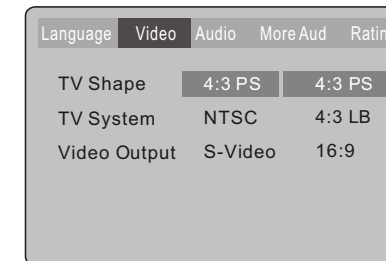 Language Video Audio More Aud Ratin
TV Shape 4:3 PS 4:3 PS
TV System NTSC 4:3 LB
Video Output S-Video 16:9